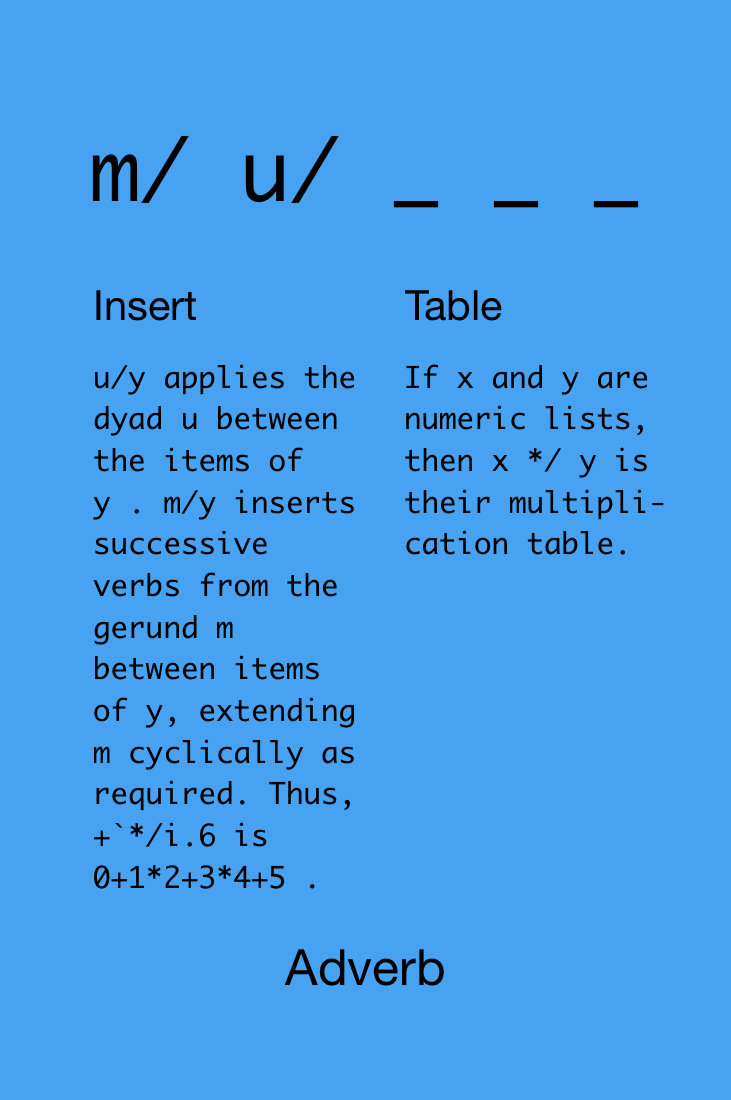 m/ u/ _ _ _
Insert
u/y applies the
dyad u between
the items of
y . m/y inserts
successive
verbs from the
gerund m
between items
of y, extending
m cyclically as
required. Thus,
+`*/i.6 is
0+1*2+3*4+5 .
Table
If x and y are
numeric lists,
then x */ y is
their multipli-
cation table.
Adverb